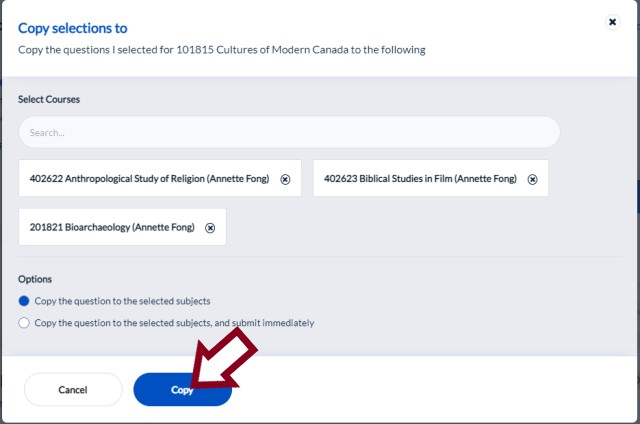 Copy selections to
Copy the questions I selected for 101815 Cultures of Modern Canada to the following
Select Courses
Search...
402622 Anthropological Study of Religion (Annette Fong)
402623 Biblical Studies in Film (Annette Fong)
201821 Bioarchaeology (Annette Fong)
Options
Copy the question to the selected subjects
Copy the question to the selected subjects, and submit immediately
Cancel
Copy